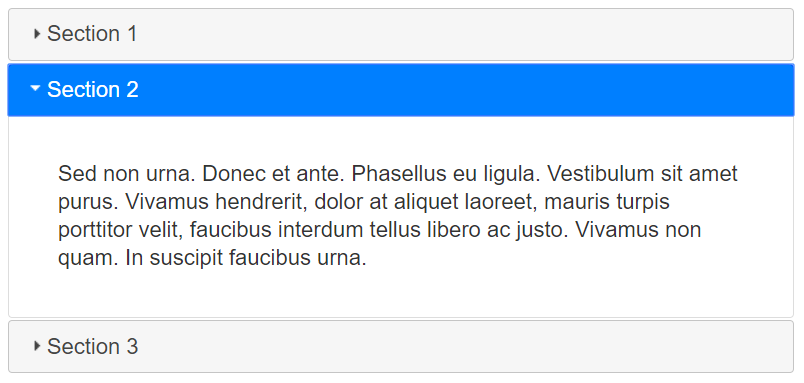 Section 1
Section 2
Sed non urna. Donec et ante. Phasellus eu ligula. Vestibulum sit amet
purus. Vivamus hendrerit, dolor at aliquet laoreet, mauris turpis
porttitor velit, faucibus interdum tellus libero ac justo. Vivamus non
quam. In suscipit faucibus urna.
Section 3